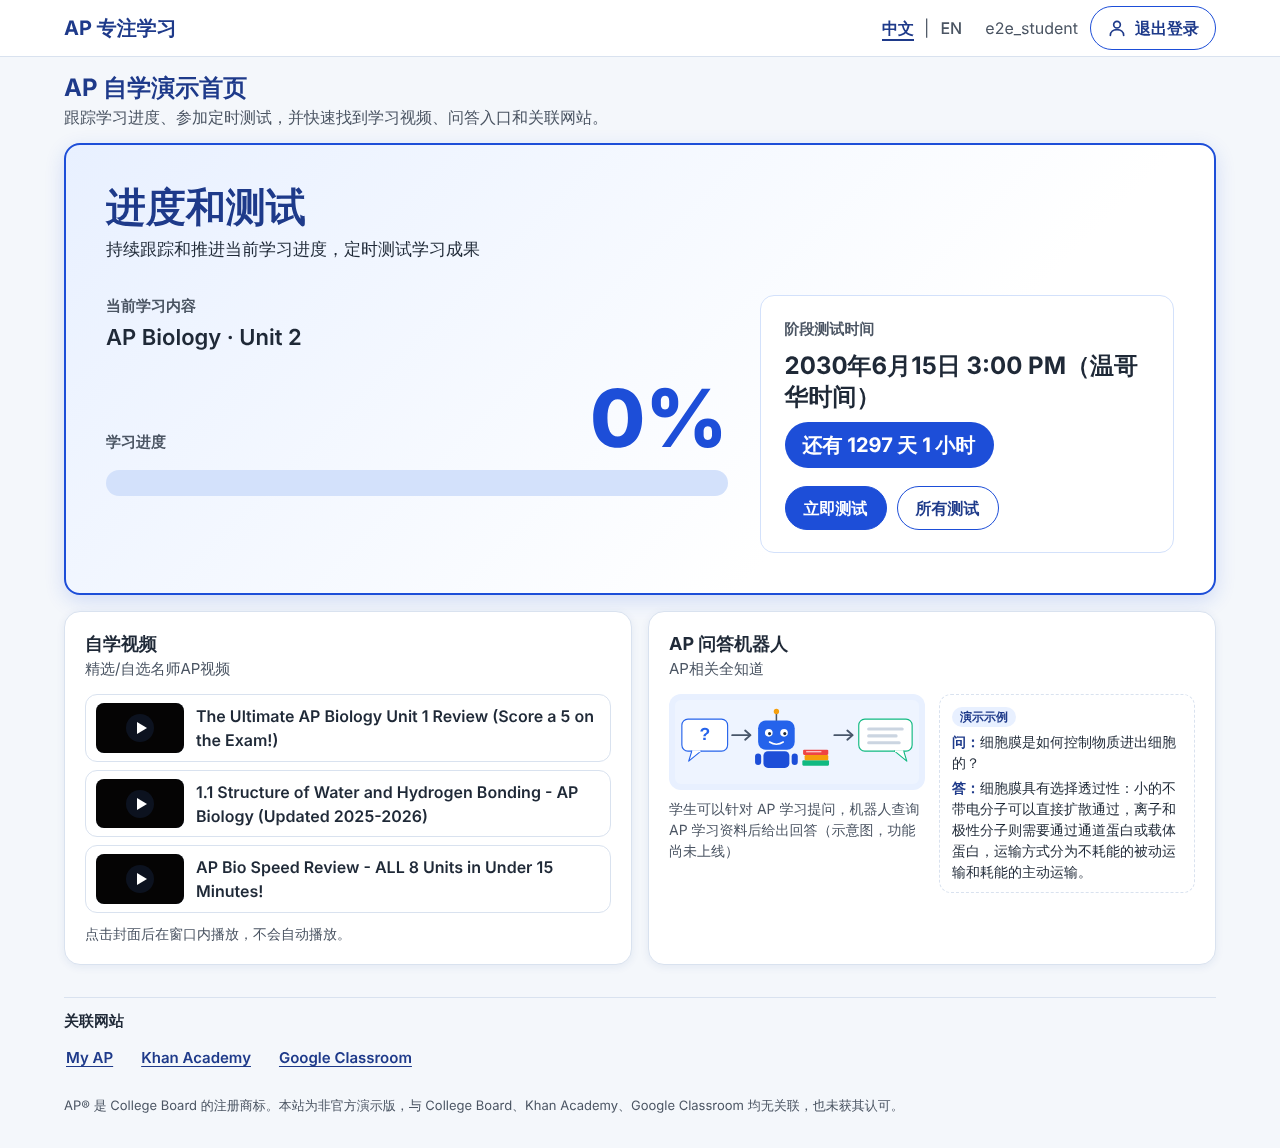 AP 专注学习
中文 | EN e2e_student 退出登录
AP 自学演示首页
跟踪学习进度、参加定时测试，并快速找到学习视频、问答入口和关联网站。
进度和测试
持续跟踪和推进当前学习进度，定时测试学习成果
当前学习内容
AP Biology · Unit 2
学习进度
0%
阶段测试时间
2030年6月15日 3:00 PM（温哥
华时间）
还有 1297 天 1 小时
立即测试 所有测试
自学视频
精选/自选名师AP视频
The Ultimate AP Biology Unit 1 Review (Score a 5 on
the Exam!)
1.1 Structure of Water and Hydrogen Bonding - AP
Biology (Updated 2025-2026)
AP Bio Speed Review - ALL 8 Units in Under 15
Minutes!
点击封面后在窗口内播放，不会自动播放。
AP 问答机器人
AP相关全知道
?
学生可以针对 AP 学习提问，机器人查询
AP 学习资料后给出回答（示意图，功能
尚未上线）
演示示例
问：细胞膜是如何控制物质进出细胞
的？
答：细胞膜具有选择透过性：小的不
带电分子可以直接扩散通过，离子和
极性分子则需要通过通道蛋白或载体
蛋白，运输方式分为不耗能的被动运
输和耗能的主动运输。
关联网站
My AP Khan Academy Google Classroom
AP® 是 College Board 的注册商标。本站为非官方演示版，与 College Board、Khan Academy、Google Classroom 均无关联，也未获其认可。